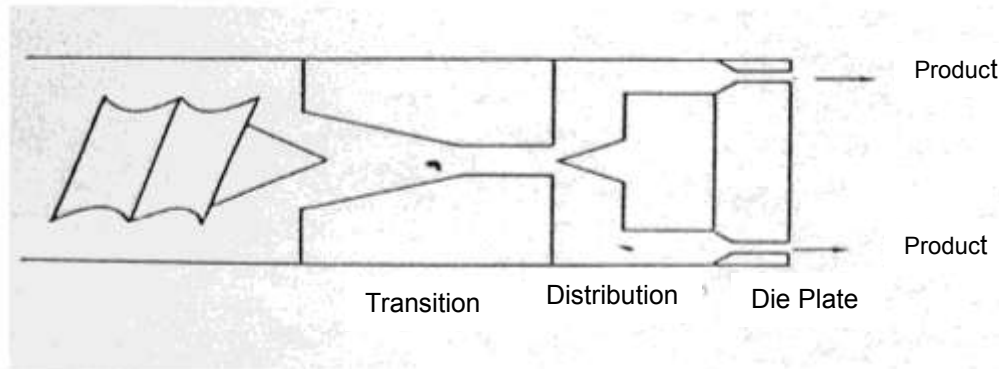 Product
Product
Transition
Distribution
Die Plate